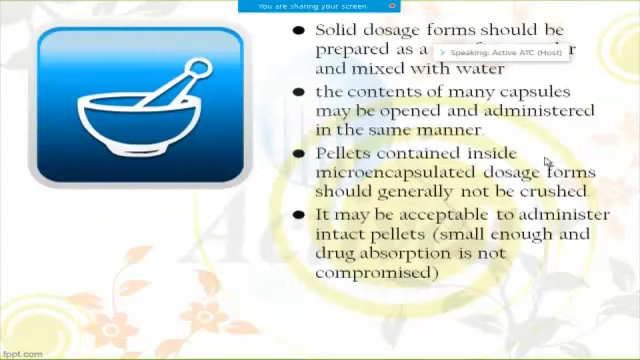 You are sharing your screen.
Solid dosage forms should be
prepared as a
Speaking: Active ATC (Host)
and mixed with water
the contents of many capsules
may be opened and administered
in the same manner.
Pellets contained inside
microencapsulated dosage forms
should generally not be crushed.
It may be acceptable to administer
intact pellets (small enough and
drug absorption is not
compromised)
fppt.com